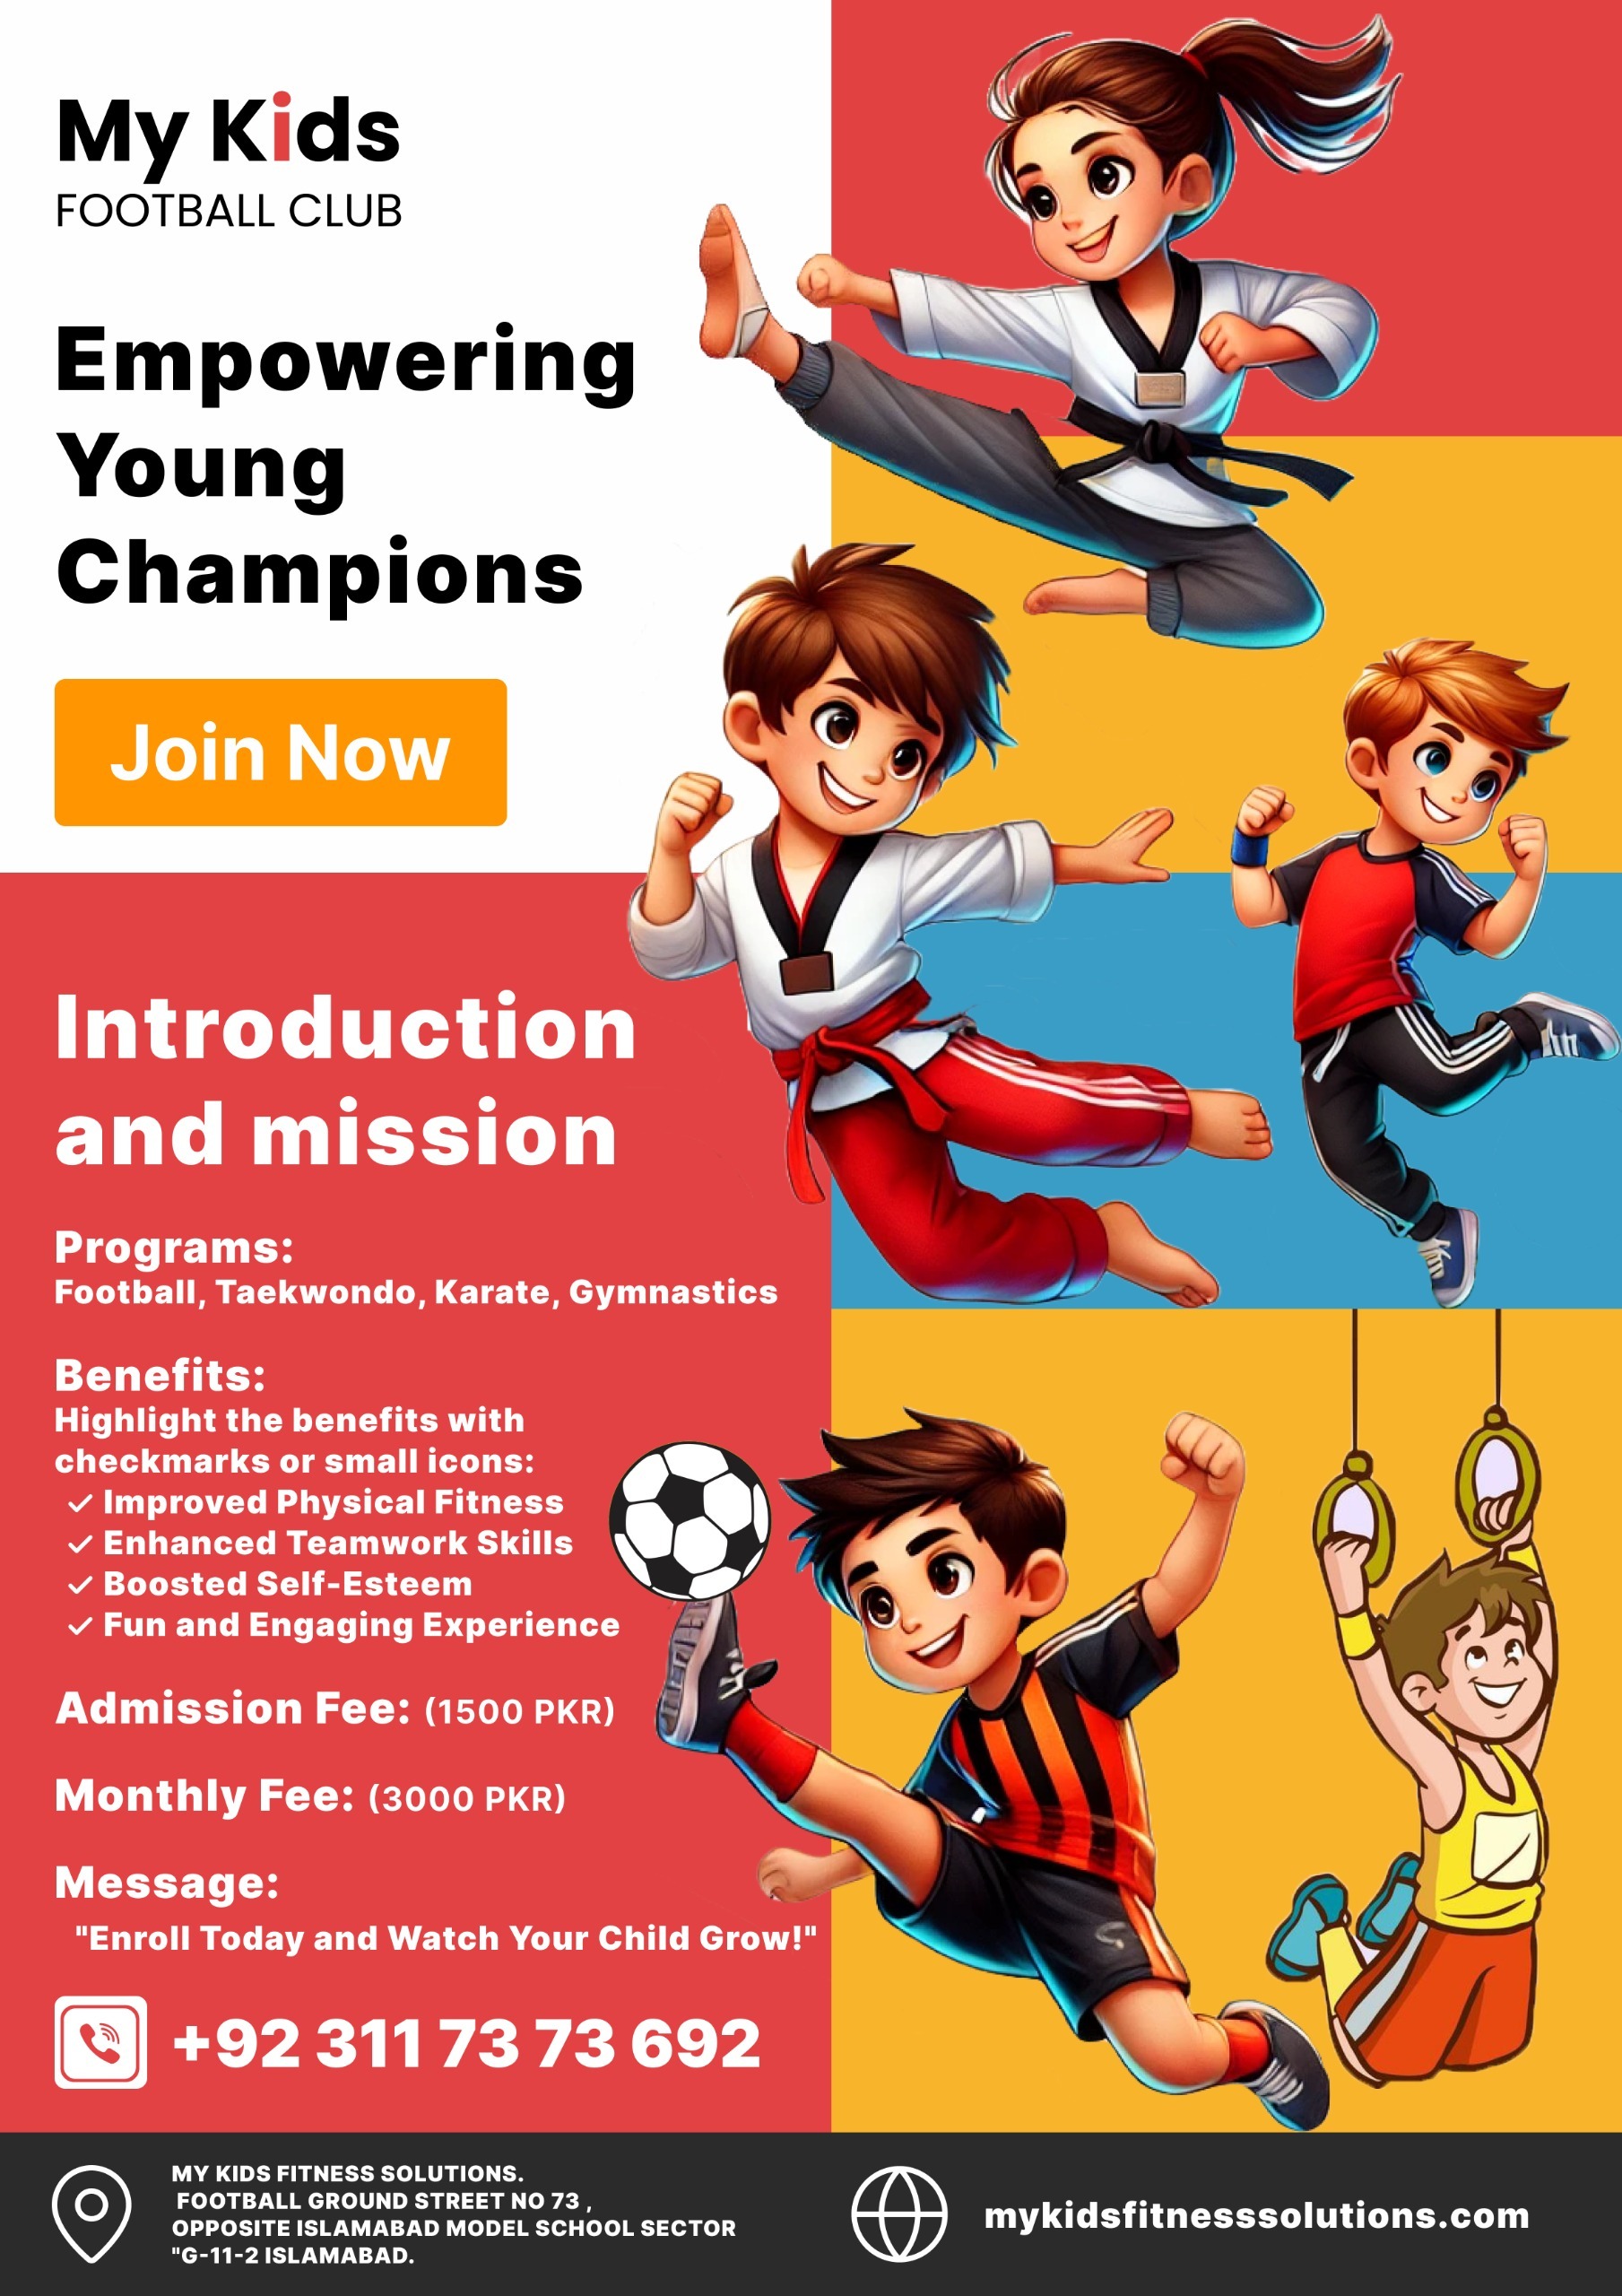 My Kids
FOOTBALL CLUB
Empowering
Young
Champions
Join Now
Introduction
and mission
Programs:
Football, Taekwondo, Karate, Gymnastics
Benefits:
Highlight the benefits with
checkmarks or small icons:
✓ Improved Physical Fitness
✓ Enhanced Teamwork Skills
✓ Boosted Self-Esteem
✓ Fun and Engaging Experience
Admission Fee: (1500 PKR)
Monthly Fee: (3000 PKR)
Message:
"Enroll Today and Watch Your Child Grow!"
+92 311 73 73 692
MY KIDS FITNESS SOLUTIONS.
FOOTBALL GROUND STREET NO 73 ,
OPPOSITE ISLAMABAD MODEL SCHOOL SECTOR
"G-11-2 ISLAMABAD.
mykidsfitnesssolutions.com